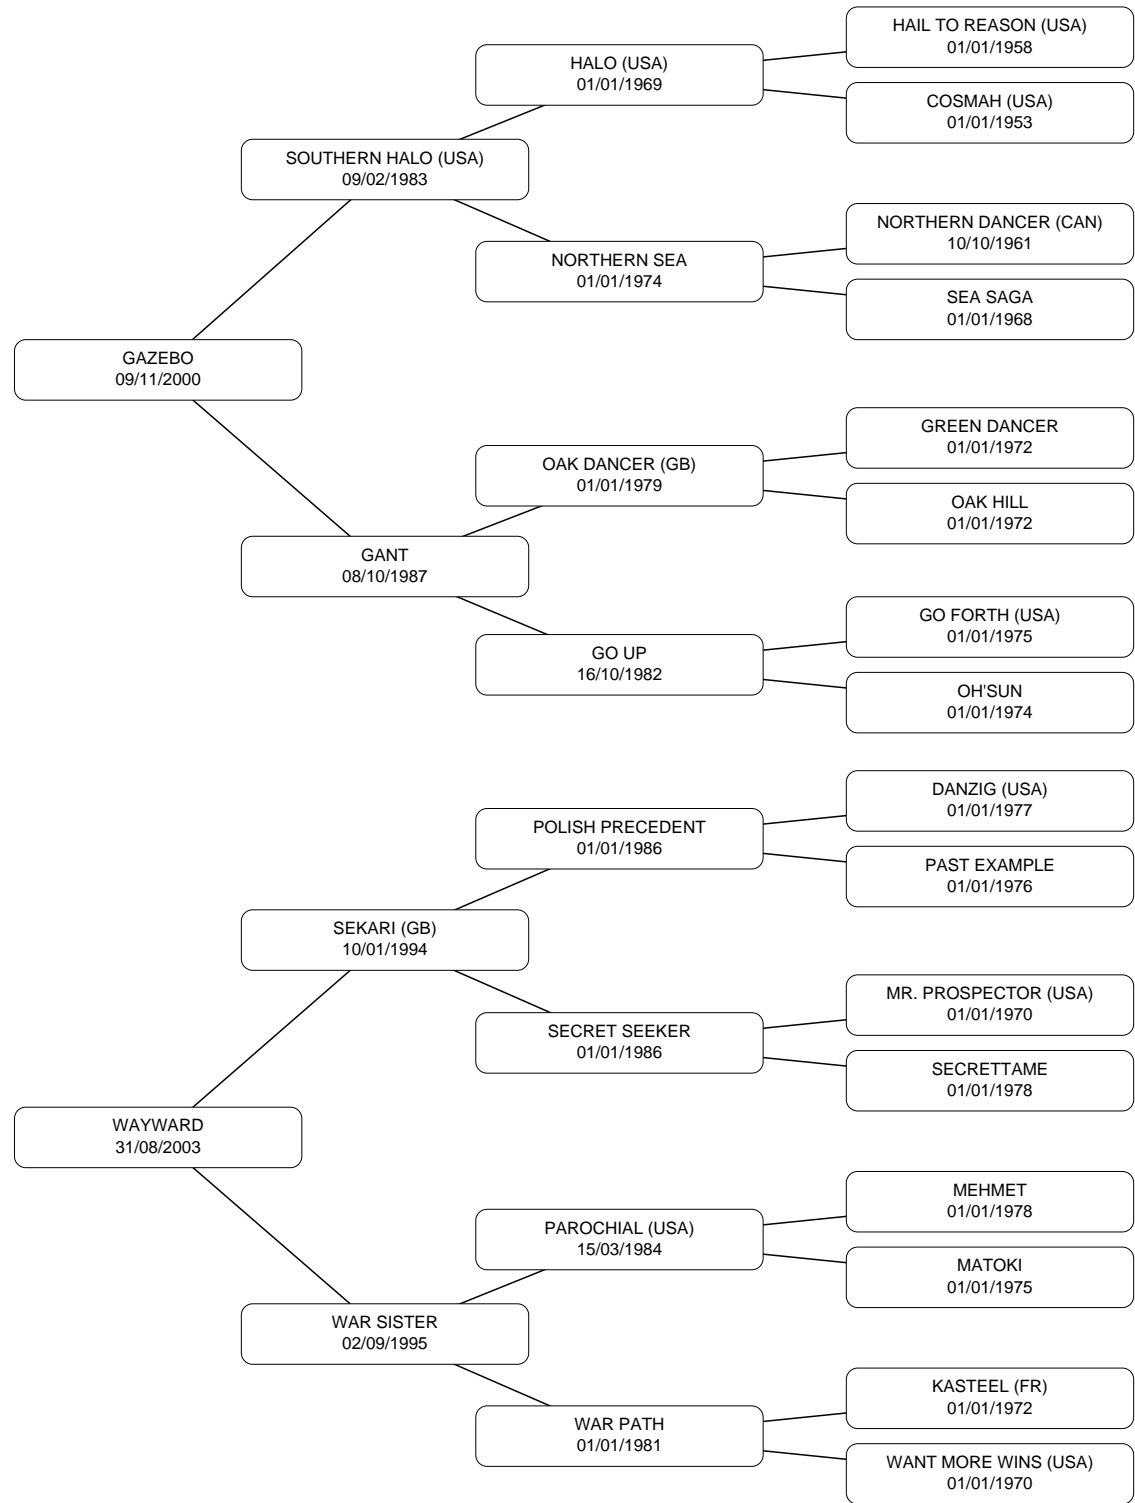 HAIL TO REASON (USA)
01/01/1958
HALO (USA)
01/01/1969
COSMAH (USA)
01/01/1953
SOUTHERN HALO (USA)
09/02/1983
NORTHERN DANCER (CAN)
10/10/1961
NORTHERN SEA
01/01/1974
SEA SAGA
01/01/1968
GAZEBO
09/11/2000
GREEN DANCER
01/01/1972
OAK DANCER (GB)
01/01/1979
OAK HILL
01/01/1972
GANT
08/10/1987
GO FORTH (USA)
01/01/1975
GO UP
16/10/1982
OH'SUN
01/01/1974
DANZIG (USA)
01/01/1977
POLISH PRECEDENT
01/01/1986
PAST EXAMPLE
01/01/1976
SEKARI (GB)
10/01/1994
MR. PROSPECTOR (USA)
01/01/1970
SECRET SEEKER
01/01/1986
SECRETTAME
01/01/1978
WAYWARD
31/08/2003
MEHMET
01/01/1978
PAROCHIAL (USA)
15/03/1984
MATOKI
01/01/1975
WAR SISTER
02/09/1995
KASTEEL (FR)
01/01/1972
WAR PATH
01/01/1981
WANT MORE WINS (USA)
01/01/1970